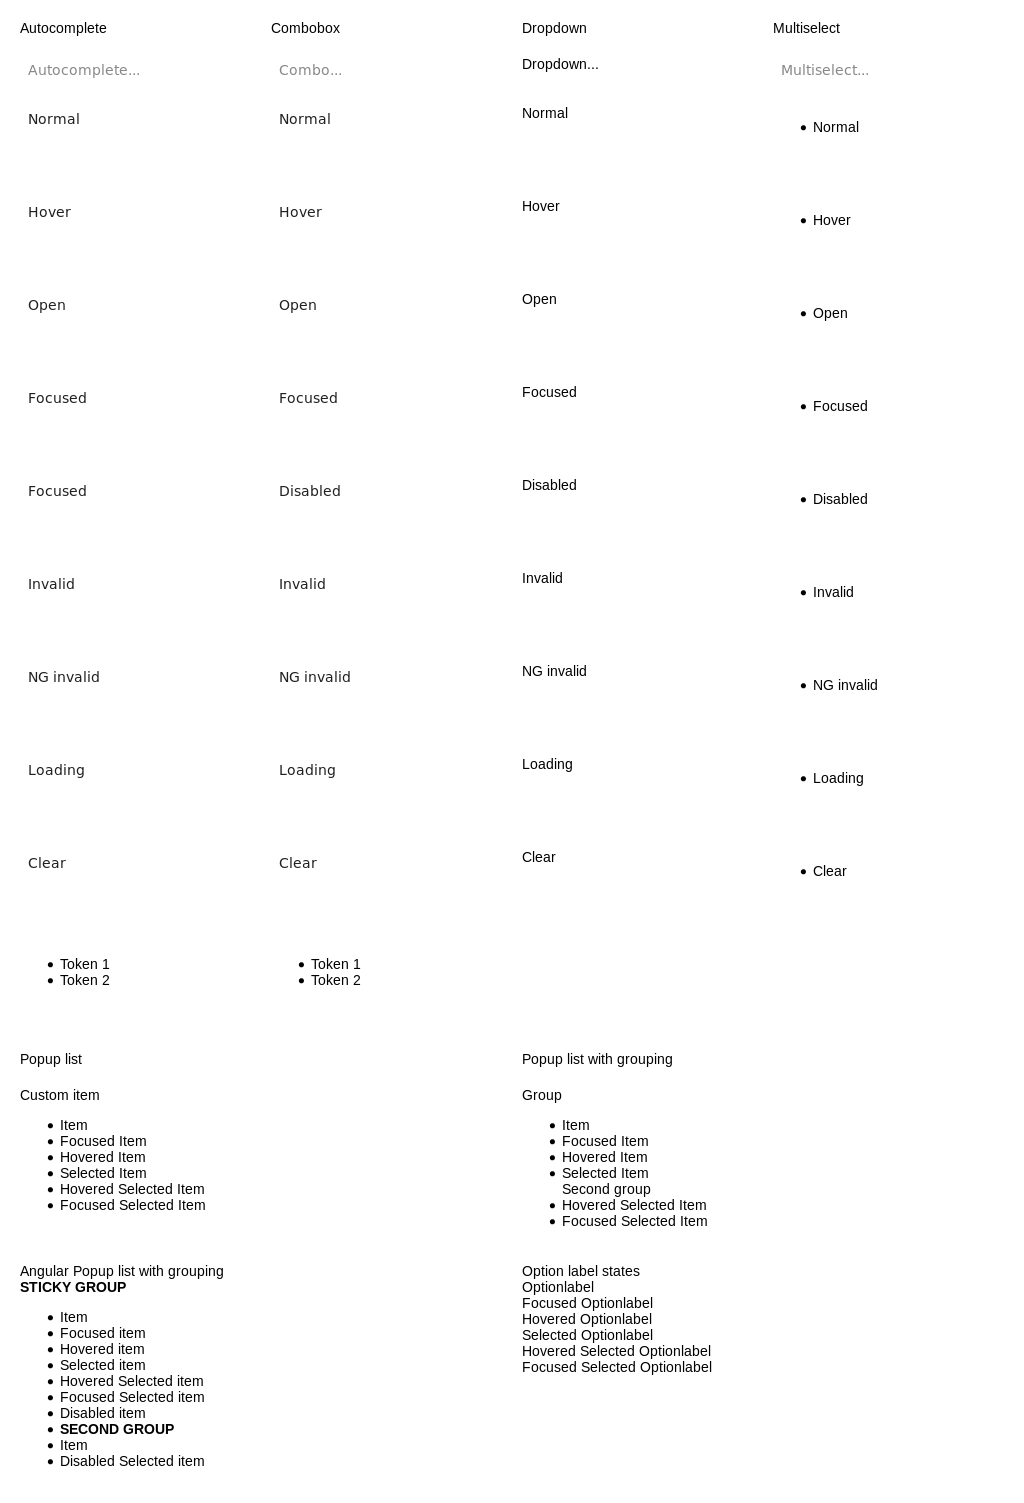 Autocomplete Combobox Dropdown Multiselect
Autocomplete... Combo... Dropdown... Multiselect...
Normal Normal Normal Normal
Hover Hover Hover Hover
Open Open Open Open
Focused Focused Focused Focused
Focused Disabled Disabled Disabled
Invalid Invalid Invalid Invalid
NG invalid NG invalid NG invalid NG invalid
Loading Loading Loading Loading
Clear Clear Clear Clear
Token 1 Token 1
Token 2 Token 2
Popup list
Custom item
Item
Focused Item
Hovered Item
Selected Item
Hovered Selected Item
Focused Selected Item
Popup list with grouping
Group
Item
Focused Item
Hovered Item
Selected Item
Second group
Hovered Selected Item
Focused Selected Item
Angular Popup list with grouping
STICKY GROUP
Item
Focused item
Hovered item
Selected item
Hovered Selected item
Focused Selected item
Disabled item
SECOND GROUP
Item
Disabled Selected item
Option label states
Optionlabel
Focused Optionlabel
Hovered Optionlabel
Selected Optionlabel
Hovered Selected Optionlabel
Focused Selected Optionlabel